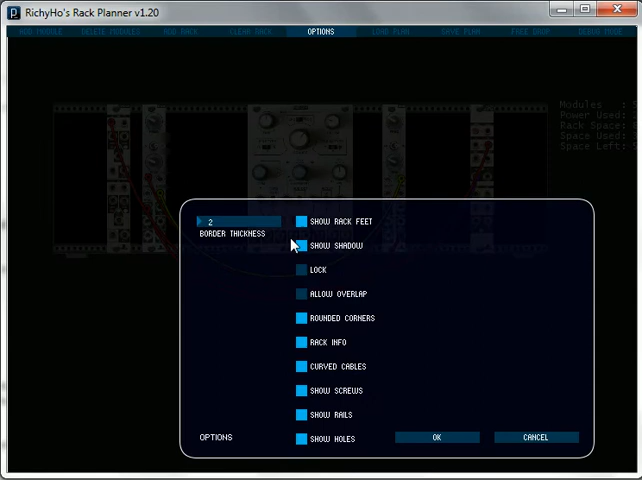 RichyHo's Rack Planner v1.20
ADD MODULE DELETE MODULES ADD RACK CLEAR RACK OPTIONS LOAD PLAN SAVE PLAN FREE DRAW DEBUG MODE
Modules :
Power Used :
Rack Space:
Space Used :
Space Left:
2
BORDER THICKNESS
SHOW RACK FEET
SHOW SHADOW
LOCK
ALLOW OVERLAP
ROUNDED CORNERS
RACK INFO
CURVED CABLES
SHOW SCREWS
SHOW RAILS
SHOW HOLES
OPTIONS
OK
CANCEL